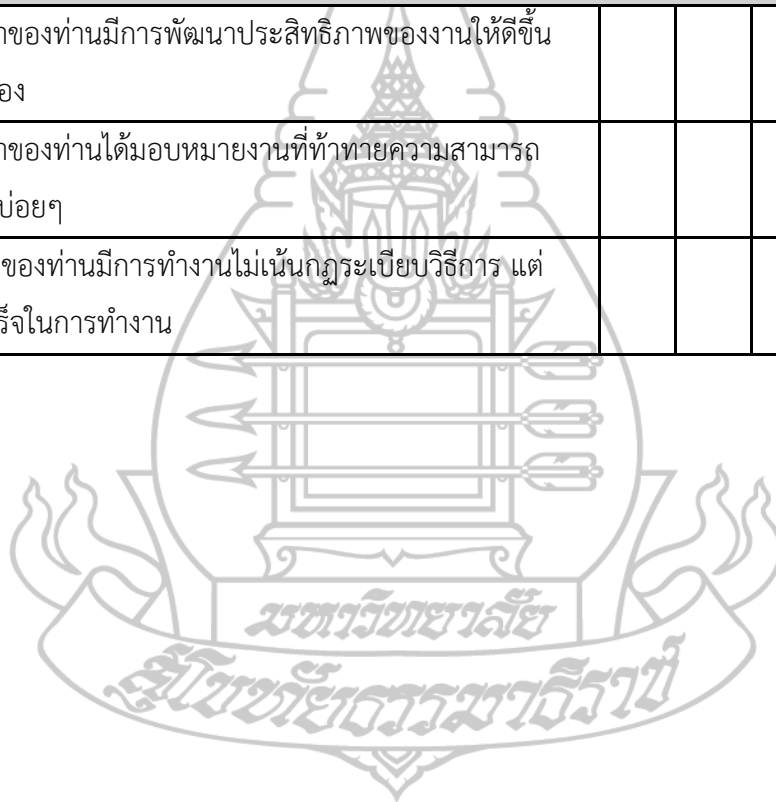 าของท่านมีการพัฒนาประสิทธิภาพของงานให้ดีขึ้น
อง
าของท่านได้มอบหมายงานที่ท้าทายความสามารถ
บ่อยๆ
ของท่านมีการทำงานไม่เน้นกฎระเบียบวิธีการ แต่
ร็จในการทำงาน
มหาวิทยาลัย
สุโขทัยธรรมาธิราช